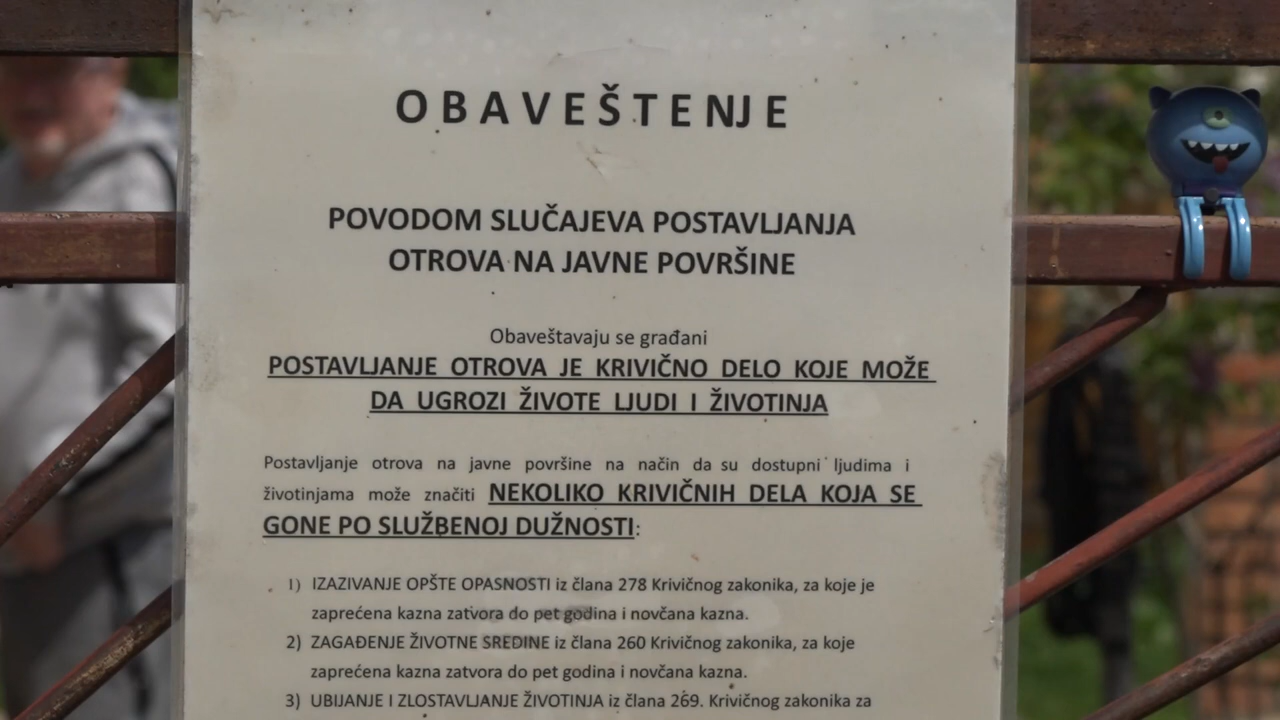 OBAVEŠTENJE
POVODOM SLUČAJEVA POSTAVLJANJA
OTROVA NA JAVNE POVRŠINE
Obaveštavaju se građani
POSTAVLJANJE OTROVA JE KRIVIČNO DELO KOJE MOŽE
DA UGROZI ŽIVOTE LJUDI I ŽIVOTINJA
Postavljanje otrova na javne površine na način da su dostupni ljudima i
životinjama može značiti NEKOLIKO KRIVIČNIH DELA KOJA SE
GONE PO SLUŽBENOJ DUŽNOSTI:
1) IZAZIVANJE OPŠTE OPASNOSTI iz člana 278 Krivičnog zakonika, za koje je
zaprećena kazna zatvora do pet godina i novčana kazna.
2) ZAGAĐENJE ŽIVOTNE SREDINE iz člana 260 Krivičnog zakonika, za koje
zaprećena kazna zatvora do pet godina i novčana kazna.
3) UBIJANJE I ZLOSTAVLJANJE ŽIVOTINJA iz člana 269. Krivičnog zakonika za